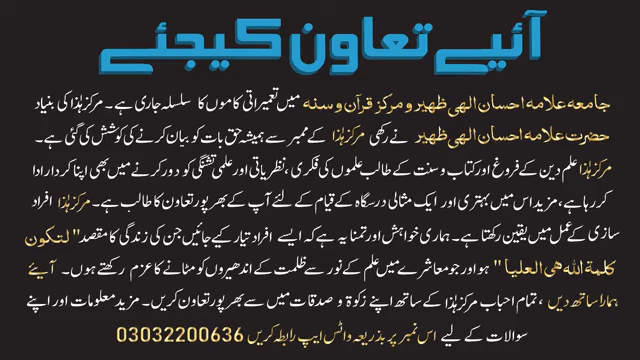 آئیے تعاون کیجئے
جامعہ علامہ احسان الٰہی ظہیر و مرکز قرآن و سنہ میں تعمیراتی کاموں کا سلسلہ جاری ہے۔ مرکز ہٰذا کی بنیاد
حضرت علامہ احسان الٰہی ظہیر نے رکھی مرکز ہٰذا کے ممبر سے ہمیشہ حق بات کو بیان کرنے کی کوشش کی گئی ہے۔
مرکز ہٰذا علم دین کے فروغ اور کتاب و سنت کے طالب علموں کی فکری، نظریاتی اور علمی تشنگی کو دور کرنے میں بھی اپنا کردار ادا
کر رہا ہے، مزید اس میں بہتری اور ایک مثالی درسگاہ کے قیام کے لئے آپ کے بھرپور تعاون کا طالب ہے۔ مرکز ہٰذا افراد
سازی کے عمل میں یقین رکھتا ہے۔ ہماری خواہش اور تمنا یہ ہے کہ ایسے افراد تیار کیے جائیں جن کی زندگی کا مقصد "لتکون
کلمۃ اللہ ھی العلیا" ہو اور جو معاشرے میں علم کے نور سے ظلمت کے اندھیروں کو مٹانے کا عزم رکھتے ہوں۔ آیئے
ہمارا ساتھ دیں، تمام احباب مرکز ہٰذا کے ساتھ اپنے زکوۃ و صدقات میں سے بھرپور تعاون کریں۔ مزید معلومات اور اپنے
سوالات کے لیے اس نمبر پر بذریعہ واٹس ایپ رابطہ کریں 03032200636